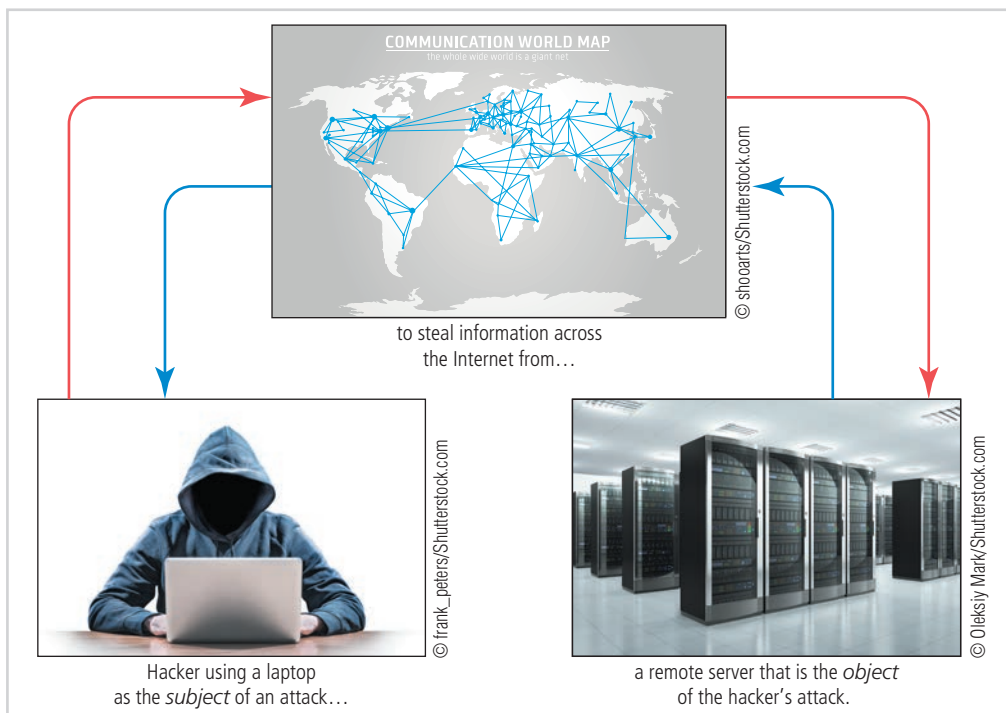 COMMUNICATION WORLD MAP
the whole wide world is a giant net
© shooarts/Shutterstock.com
to steal information across
the Internet from…
© frank_peters/Shutterstock.com
Hacker using a laptop
as the subject of an attack…
© Oleksiy Mark/Shutterstock.com
a remote server that is the object
of the hacker’s attack.